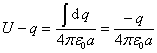 U − q = ∫dq / 4πε₀a = −q / 4πε₀a